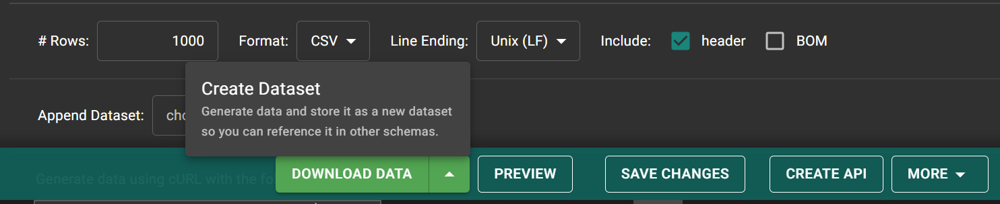 # Rows: 1000 Format: CSV Line Ending: Unix (LF) Include: header BOM
Create Dataset
Generate data and store it as a new dataset
so you can reference it in other schemas.
Append Dataset: cho
DOWNLOAD DATA PREVIEW SAVE CHANGES CREATE API MORE
Generate data using cURL with the fo